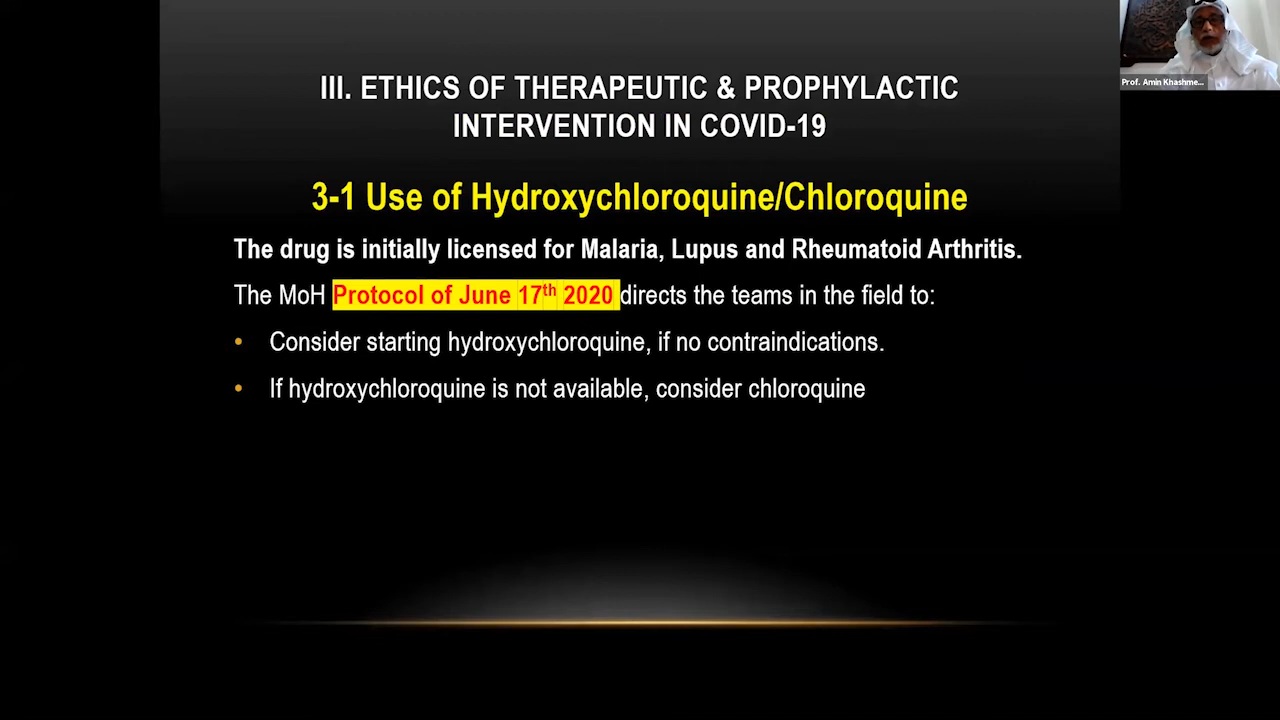 III. ETHICS OF THERAPEUTIC & PROPHYLACTIC
INTERVENTION IN COVID-19
3-1 Use of Hydroxychloroquine/Chloroquine
The drug is initially licensed for Malaria, Lupus and Rheumatoid Arthritis.
The MoH Protocol of June 17th 2020 directs the teams in the field to:
• Consider starting hydroxychloroquine, if no contraindications.
• If hydroxychloroquine is not available, consider chloroquine
Prof. Amin Khashme...